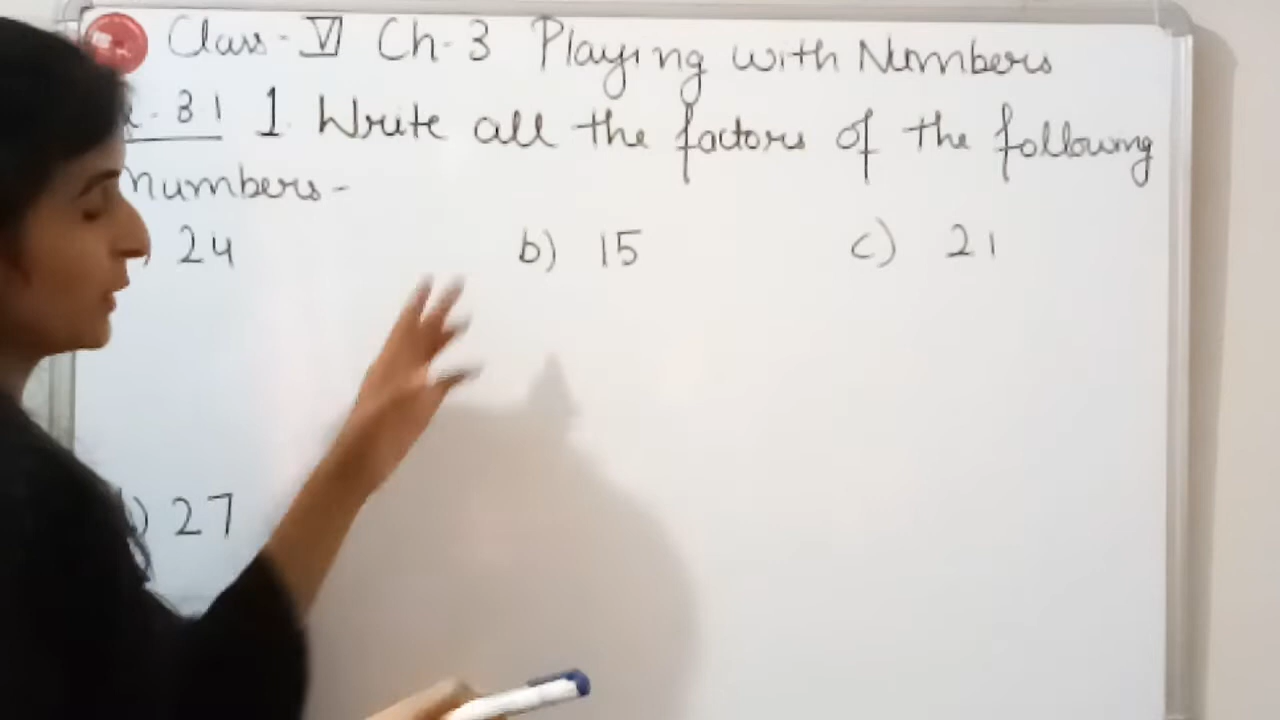 Class - VI Ch - 3 Playing with Numbers
3.1 1. Write all the factors of the following
Numbers -
24 b) 15 c) 21
27